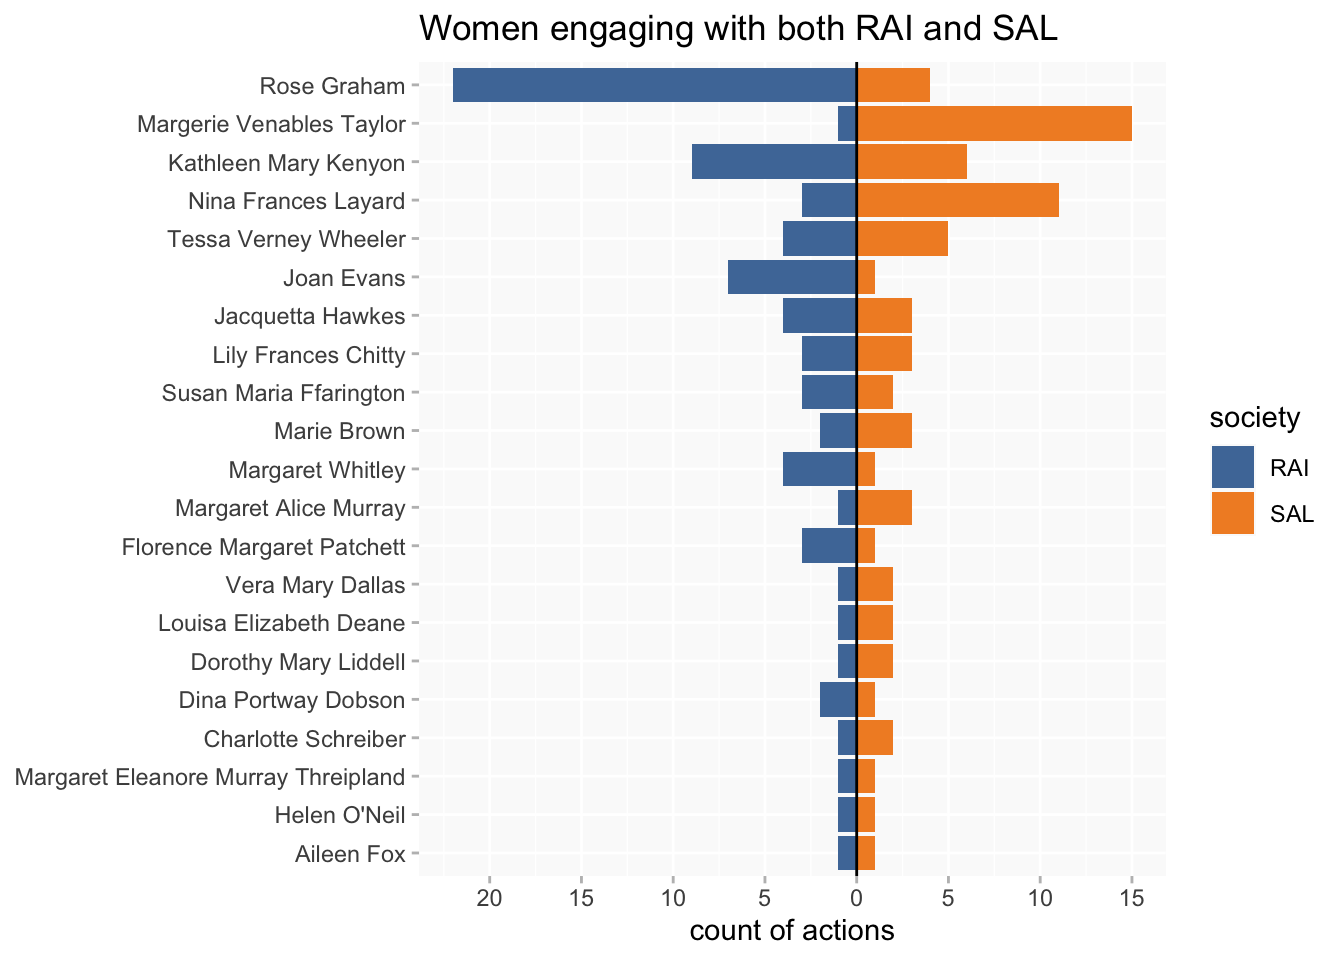 Women engaging with both RAI and SAL
Rose Graham
Margerie Venables Taylor
Kathleen Mary Kenyon
Nina Frances Layard
Tessa Verney Wheeler
Joan Evans
Jacquetta Hawkes
Lily Frances Chitty
Susan Maria Ffarington
Marie Brown
Margaret Whitley
Margaret Alice Murray
Florence Margaret Patchett
Vera Mary Dallas
Louisa Elizabeth Deane
Dorothy Mary Liddell
Dina Portway Dobson
Charlotte Schreiber
Margaret Eleanore Murray Threipland
Helen O'Neil
Aileen Fox
20 15 10 5 0 5 10 15
count of actions
society
RAI
SAL